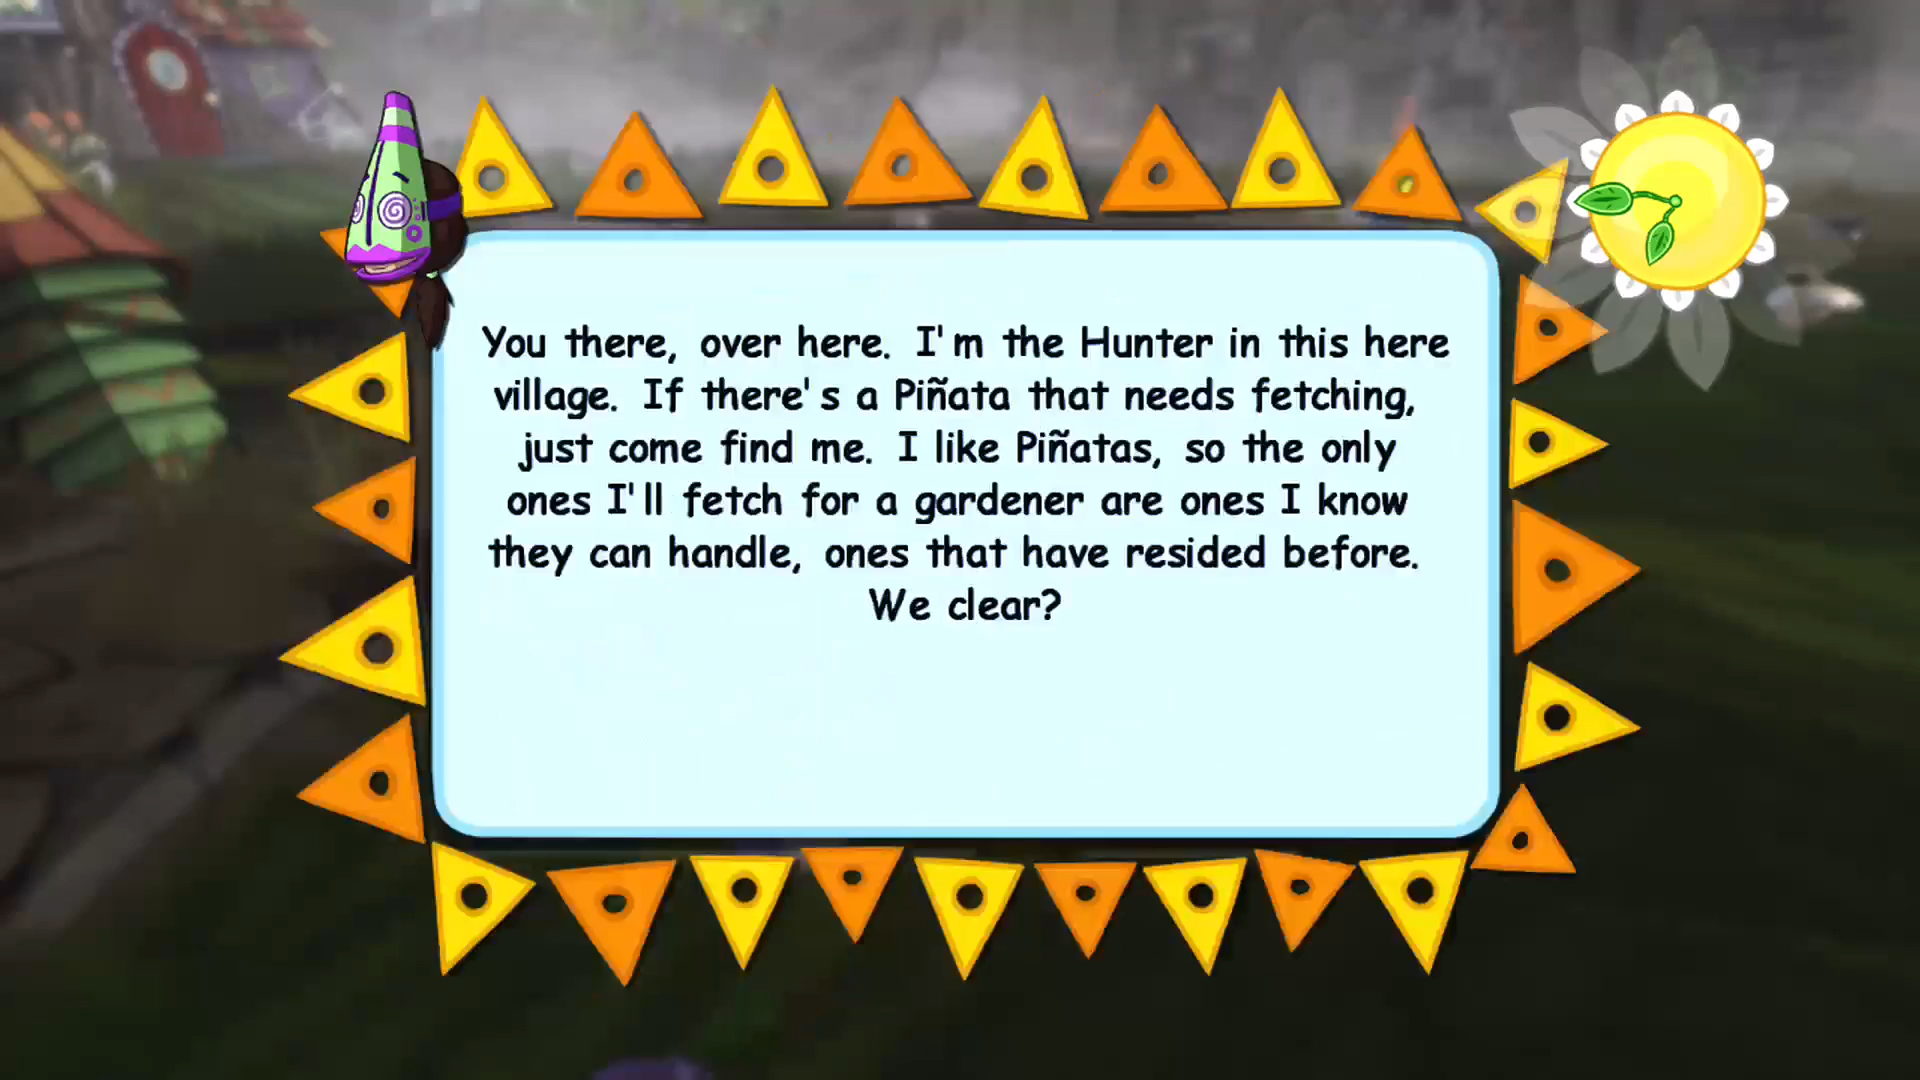 You there, over here. I'm the Hunter in this here
village. If there's a Piñata that needs fetching,
just come find me. I like Piñatas, so the only
ones I'll fetch for a gardener are ones I know
they can handle, ones that have resided before.
We clear?